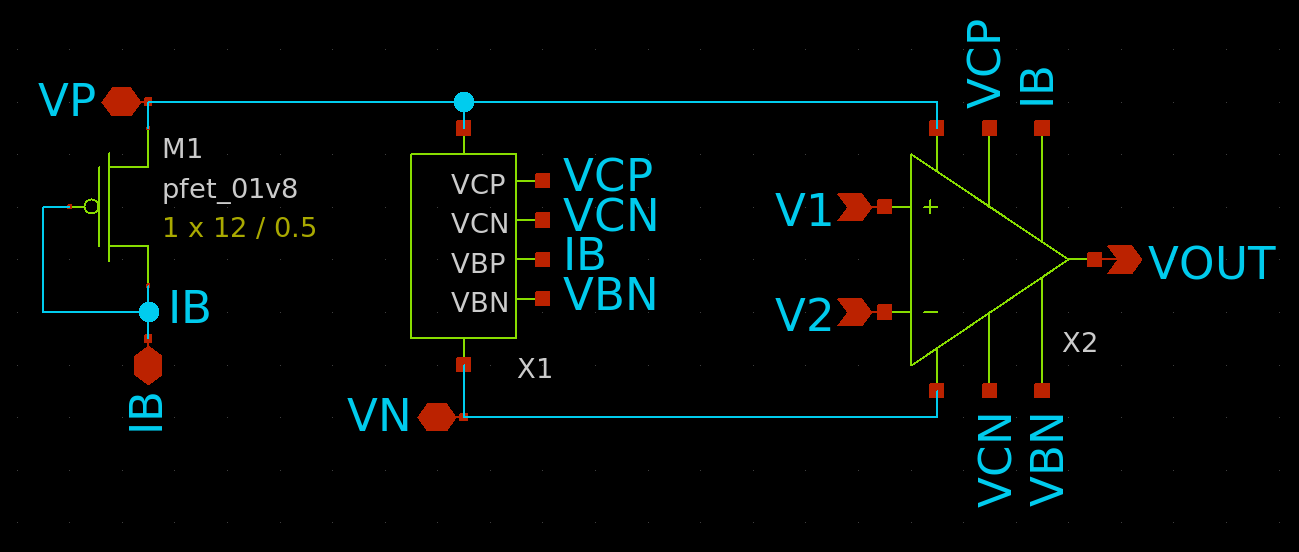 VP
M1
pfet_01v8
1 x 12 / 0.5
IB
IB
VCP
VCN
VBP
VBN
VCP
VCN
IB
VBN
X1
VN
VCP
IB
V1
+
V2
−
VOUT
X2
VCN
VBN